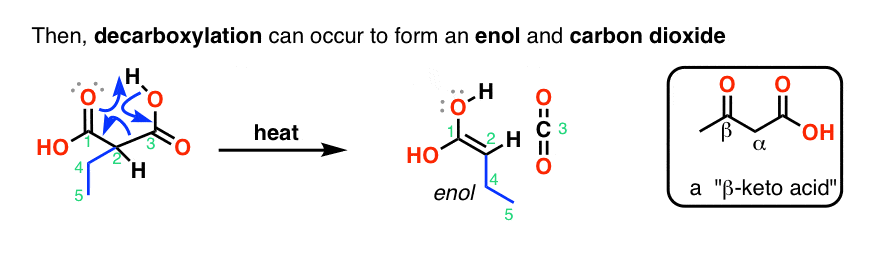 Then, decarboxylation can occur to form an enol and carbon dioxide
H
O
O
HO
1
2
3
O
H
4
5
heat
O
H
1
2
H
HO
4
5
enol
O
C
3
O
O
O
β
α
OH
a "β-keto acid"